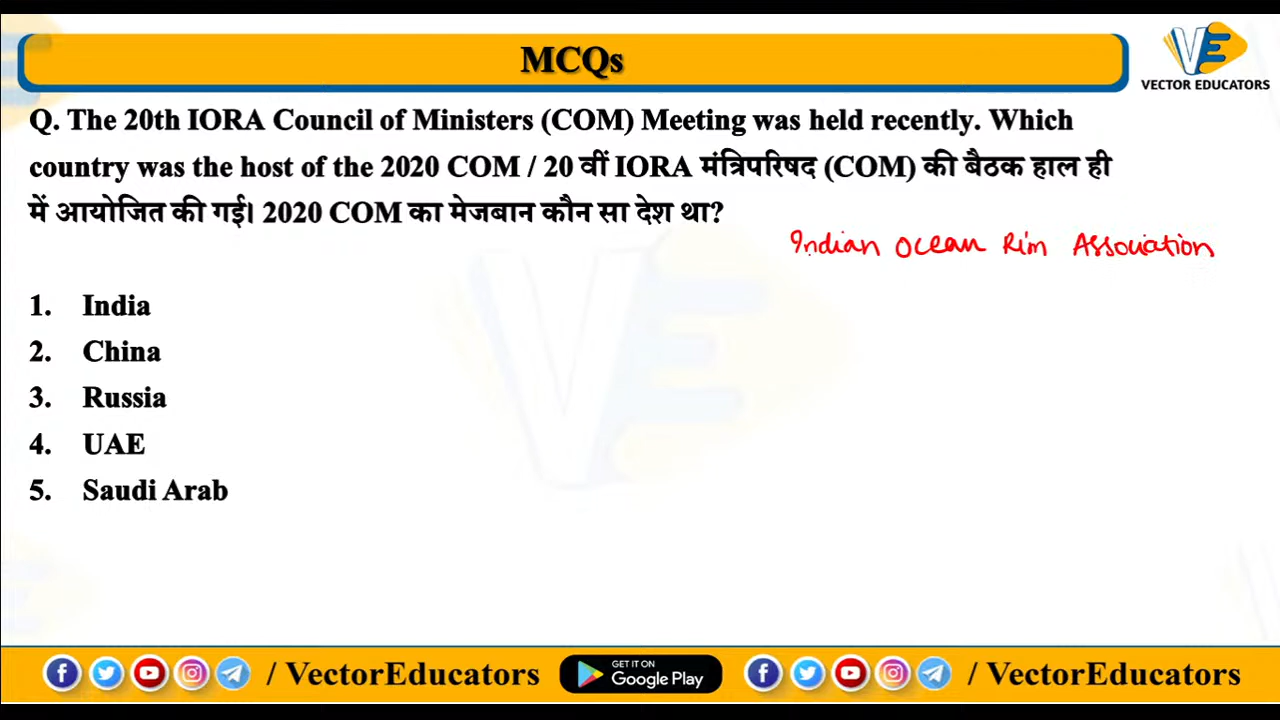 MCQs
VECTOR EDUCATORS
Q. The 20th IORA Council of Ministers (COM) Meeting was held recently. Which
country was the host of the 2020 COM / 20 वीं IORA मंत्रिपरिषद (COM) की बैठक हाल ही
में आयोजित की गई। 2020 COM का मेजबान कौन सा देश था?
Indian Ocean Rim Association
1. India
2. China
3. Russia
4. UAE
5. Saudi Arab
/ VectorEducators GET IT ON Google Play / VectorEducators